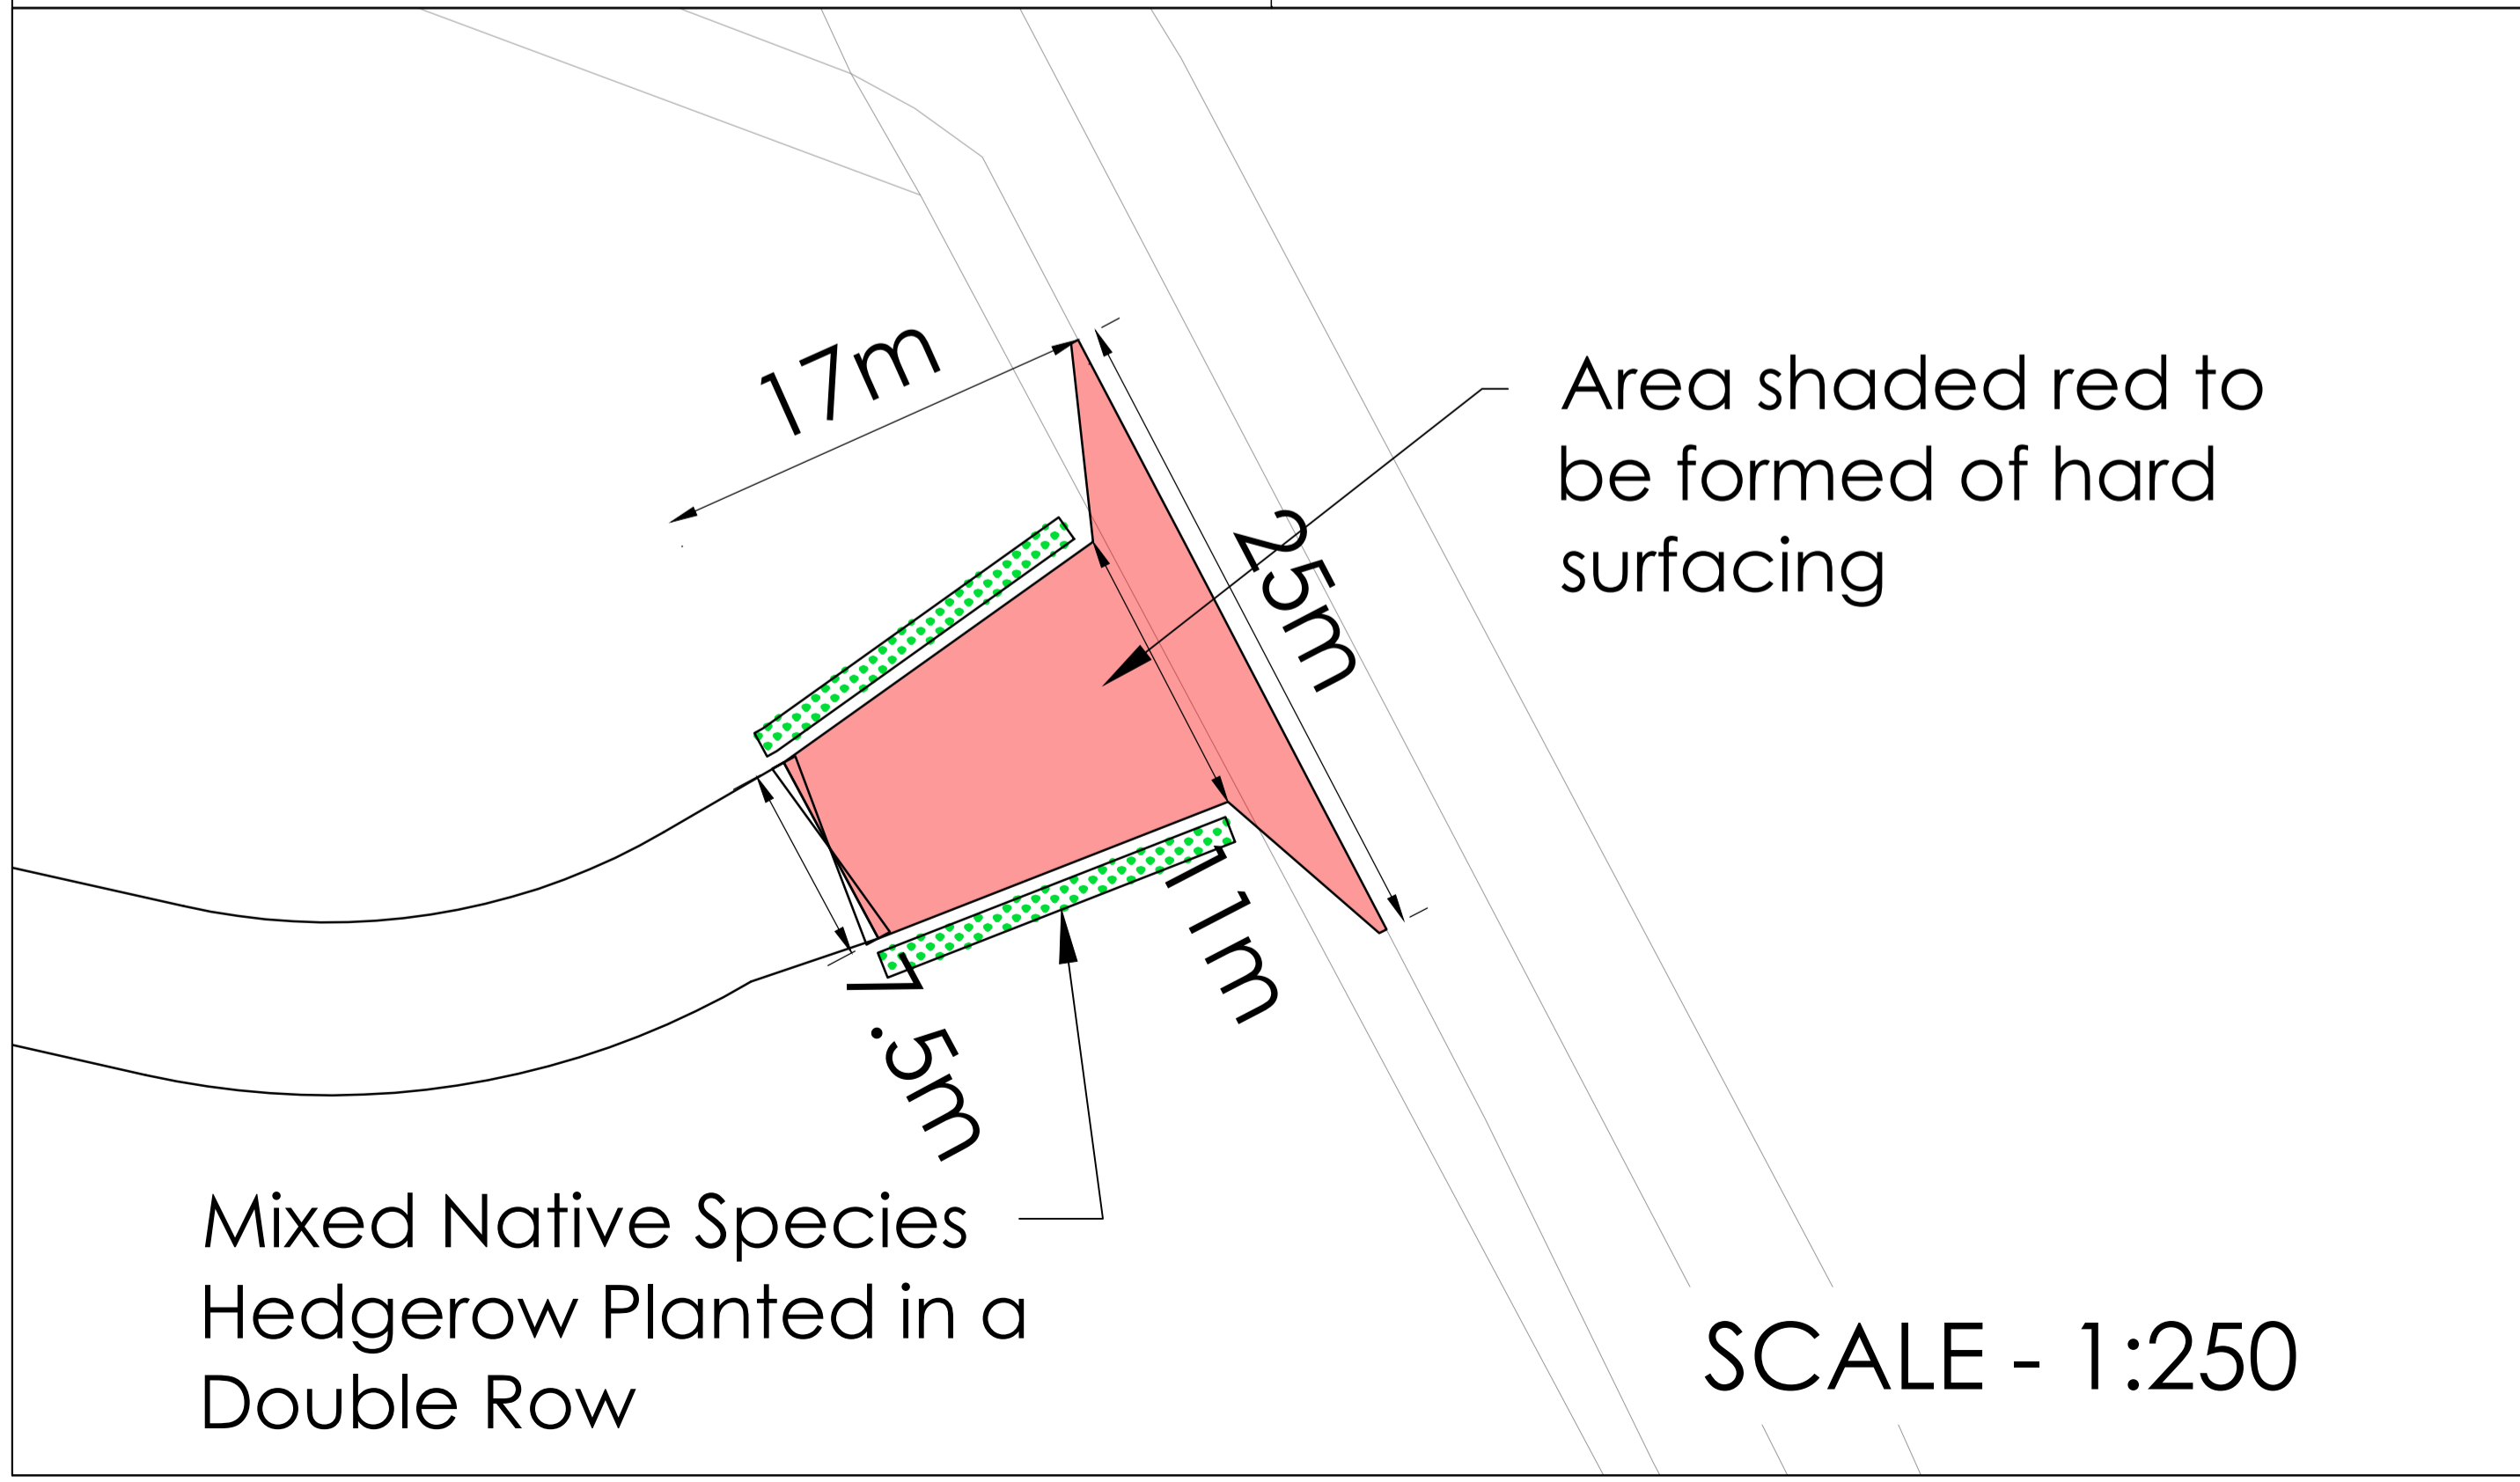 17m
Area shaded red to
be formed of hard
surfacing
25m
11m
7.5m
Mixed Native Species
Hedgerow Planted in a
Double Row
SCALE - 1:250